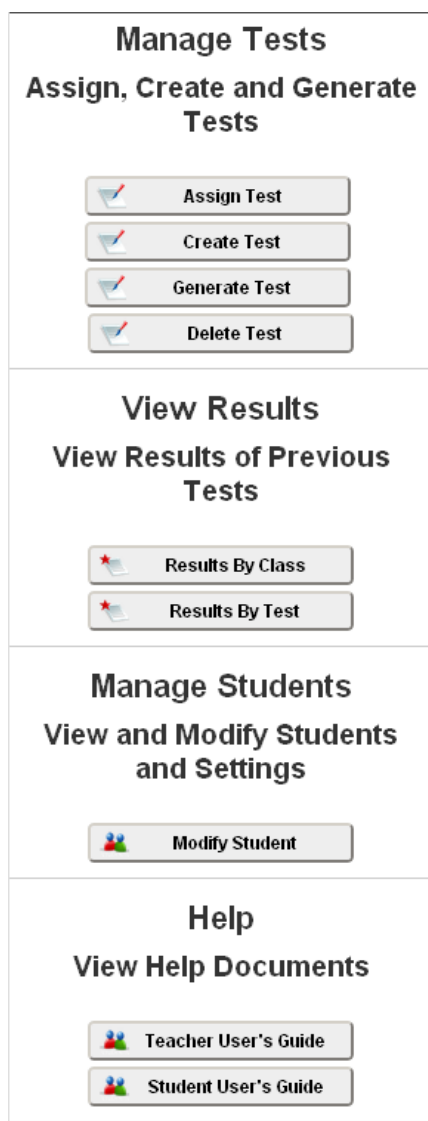 Manage Tests
Assign, Create and Generate
Tests
Assign Test
Create Test
Generate Test
Delete Test
View Results
View Results of Previous
Tests
Results By Class
Results By Test
Manage Students
View and Modify Students
and Settings
Modify Student
Help
View Help Documents
Teacher User's Guide
Student User's Guide